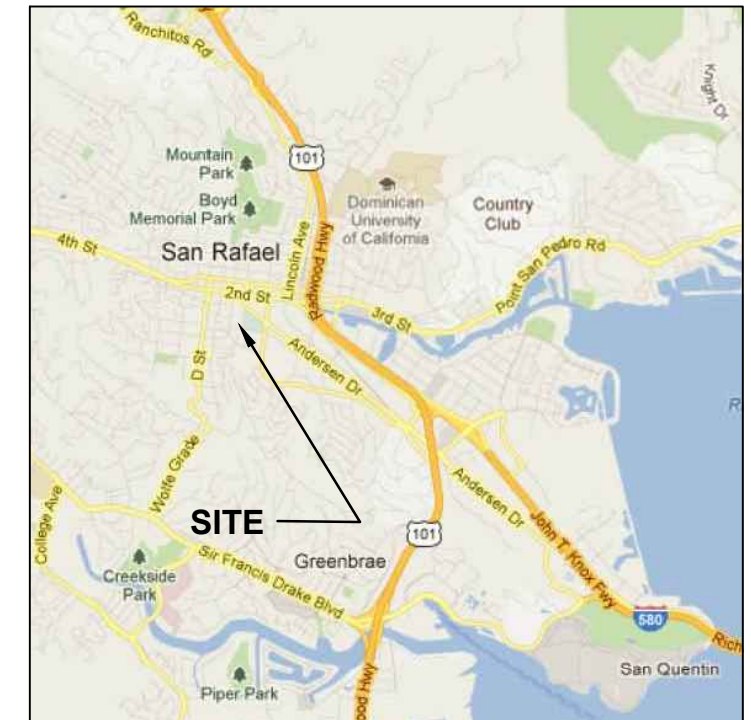 Ranchitos Rd
Knight Dr
101
Mountain
Park
Boyd
Memorial Park
Dominican
University
of California
Country
Club
Lincoln Ave
Redwood Hwy
Point San Pedro Rd
4th St
San Rafael
2nd St
3rd St
D St
Andersen Dr
Wolfe Grade
College Ave
SITE
Andersen Dr
John T. Knox Fwy
101
Greenbrae
Sir Francis Drake Blvd
Creekside
Park
580
Rich
San Quentin
Piper Park
ood Hwy
R